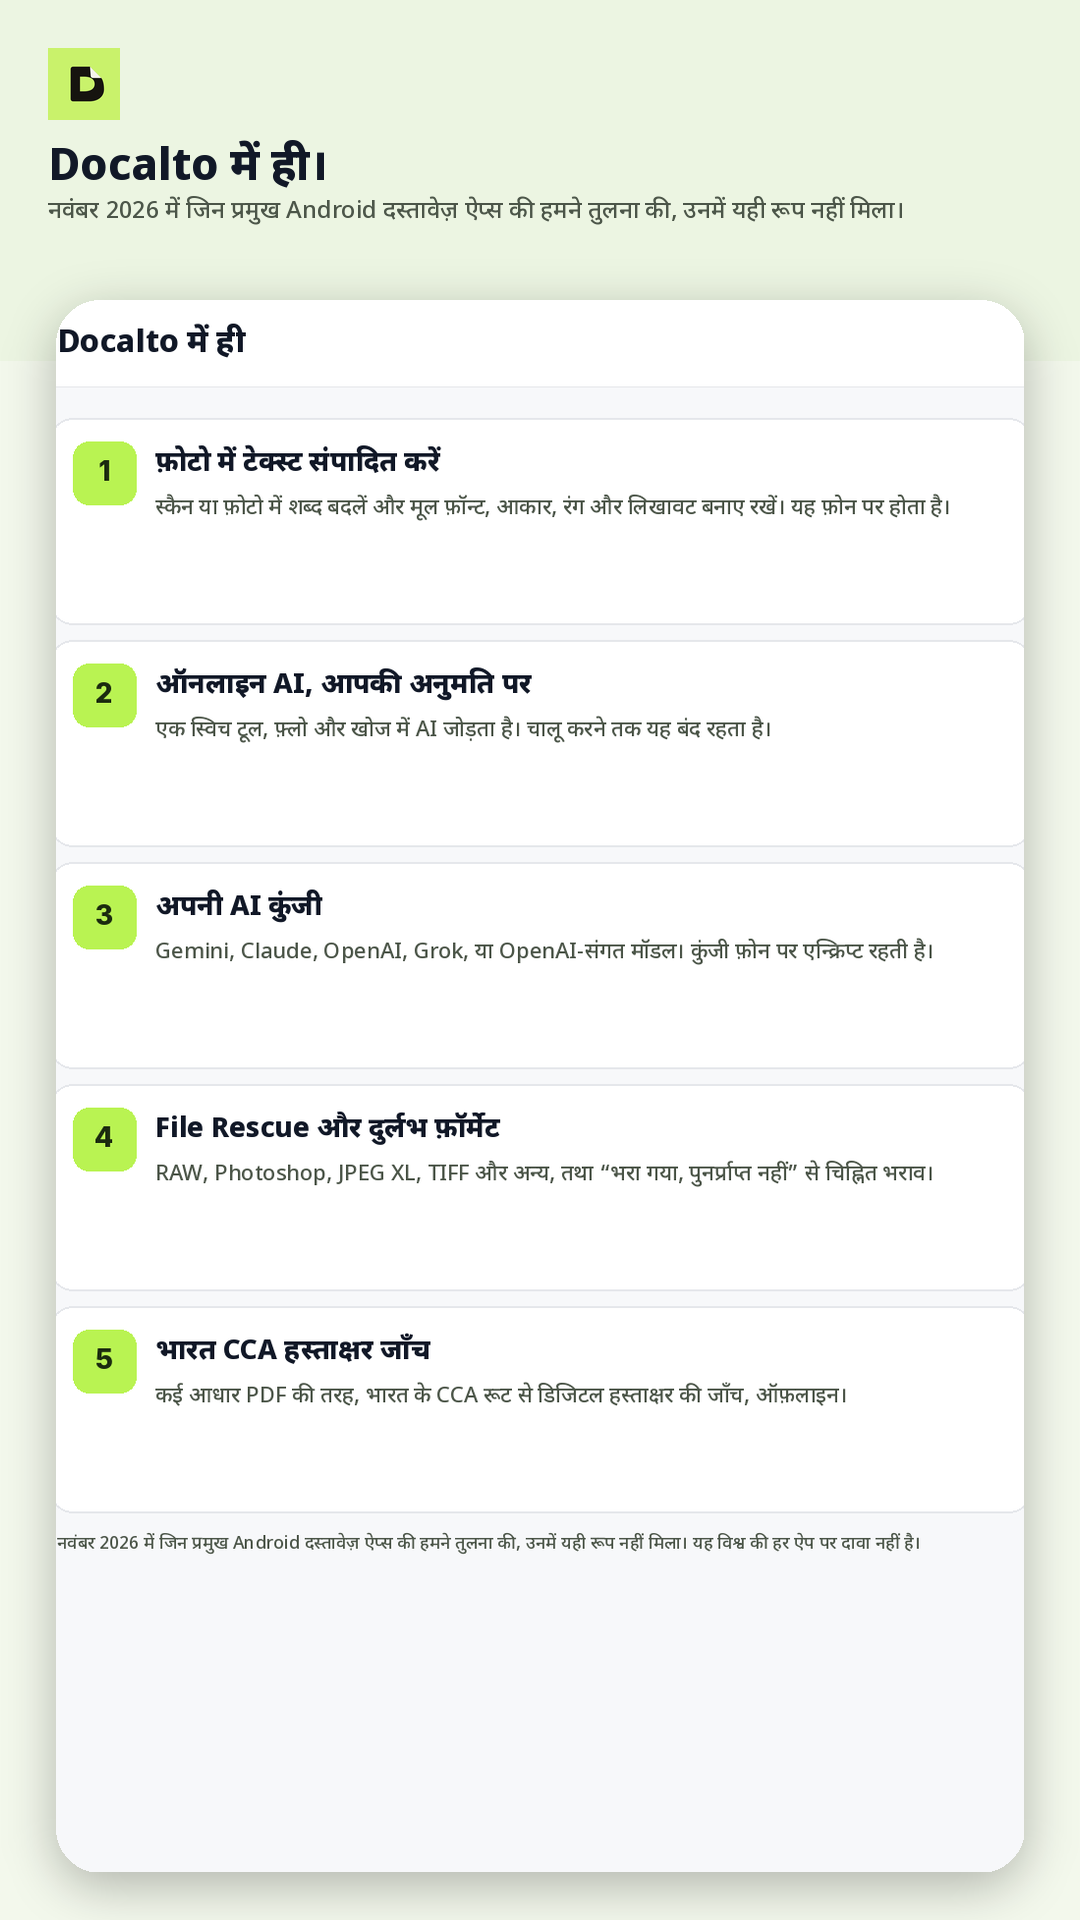 Docalto में ही।
नवंबर 2026 में जिन प्रमुख Android दस्तावेज़ ऐप्स की हमने तुलना की, उनमें यही रूप नहीं मिला।
Docalto में ही
1
फ़ोटो में टेक्स्ट संपादित करें
स्कैन या फ़ोटो में शब्द बदलें और मूल फ़ॉन्ट, आकार, रंग और लिखावट बनाए रखें। यह फ़ोन पर होता है।
2
ऑनलाइन AI, आपकी अनुमति पर
एक स्विच टूल, फ़्लो और खोज में AI जोड़ता है। चालू करने तक यह बंद रहता है।
3
अपनी AI कुंजी
Gemini, Claude, OpenAI, Grok, या OpenAI-संगत मॉडल। कुंजी फ़ोन पर एन्क्रिप्ट रहती है।
4
File Rescue और दुर्लभ फ़ॉर्मेट
RAW, Photoshop, JPEG XL, TIFF और अन्य, तथा “भरा गया, पुनर्प्राप्त नहीं” से चिह्नित भराव।
5
भारत CCA हस्ताक्षर जाँच
कई आधार PDF की तरह, भारत के CCA रूट से डिजिटल हस्ताक्षर की जाँच, ऑफ़लाइन।
नवंबर 2026 में जिन प्रमुख Android दस्तावेज़ ऐप्स की हमने तुलना की, उनमें यही रूप नहीं मिला। यह विश्व की हर ऐप पर दावा नहीं है।